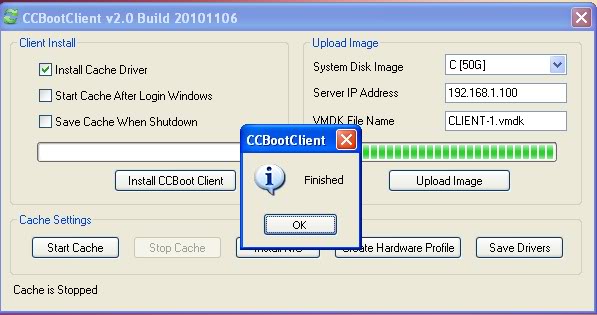 CCBootClient v2.0 Build 20101106
Client Install
Install Cache Driver
Start Cache After Login Windows
Save Cache When Shutdown
Install CCBoot Client
Upload Image
System Disk Image C [50G]
Server IP Address 192.168.1.100
VMDK File Name CLIENT-1.vmdk
Upload Image
CCBootClient
Finished
OK
Cache Settings
Start Cache Stop Cache Create Hardware Profile Save Drivers
Cache is Stopped